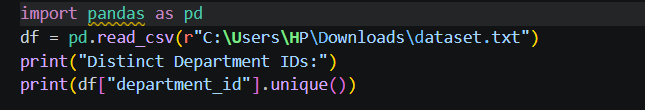 import pandas as pd
df = pd.read_csv(r"C:\Users\HP\Downloads\dataset.txt")
print("Distinct Department IDs:")
print(df["department_id"].unique())